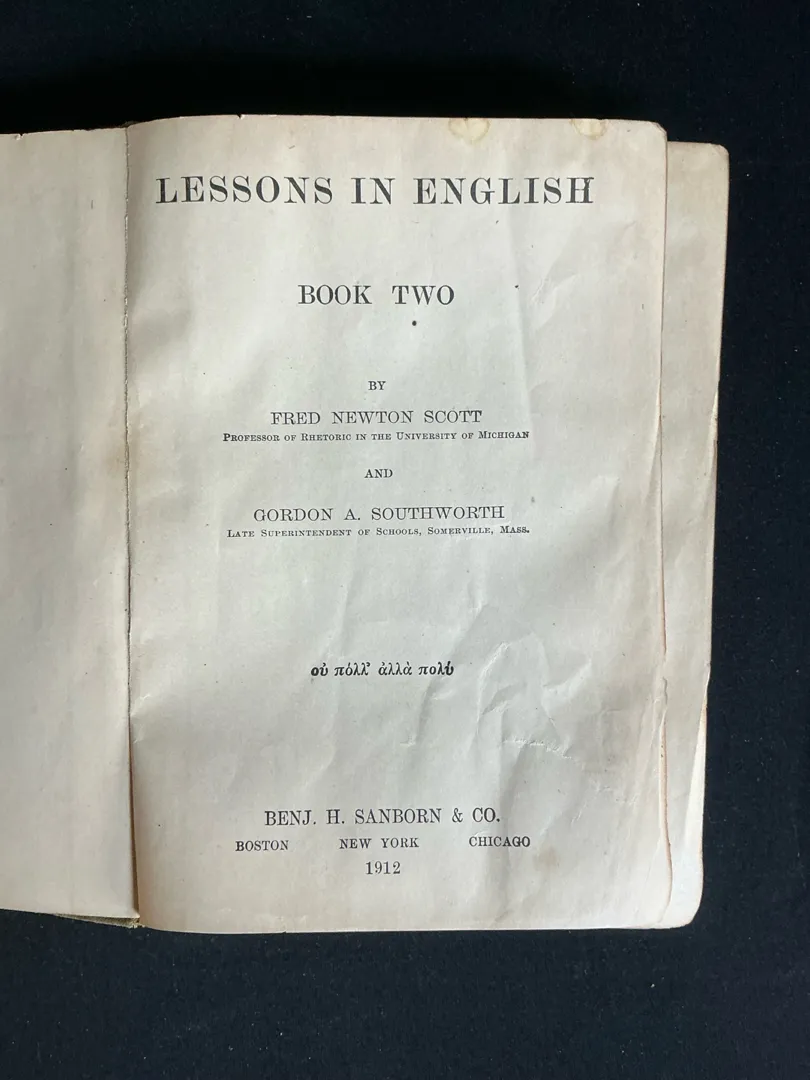 LESSONS IN ENGLISH
BOOK TWO
BY
FRED NEWTON SCOTT
PROFESSOR OF RHETORIC IN THE UNIVERSITY OF MICHIGAN
AND
GORDON A. SOUTHWORTH
LATE SUPERINTENDENT OF SCHOOLS, SOMERVILLE, MASS.
οὐ πόλλ' ἀλλὰ πολύ
BENJ. H. SANBORN & CO.
BOSTON NEW YORK CHICAGO
1912